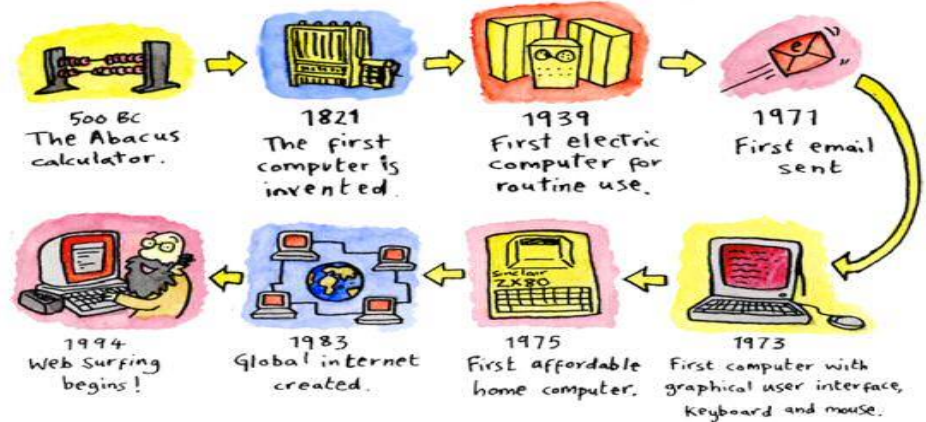 500 BC
The Abacus
calculator.
1821
The first
computer is
invented.
1939
First electric
computer for
routine use.
e
1971
First email
sent
1973
First computer with
graphical user interface,
Keyboard and mouse.
Sinclair
ZX80
1975
First affordable
home computer.
1983
Global internet
created.
1994
Web Surfing
begins!